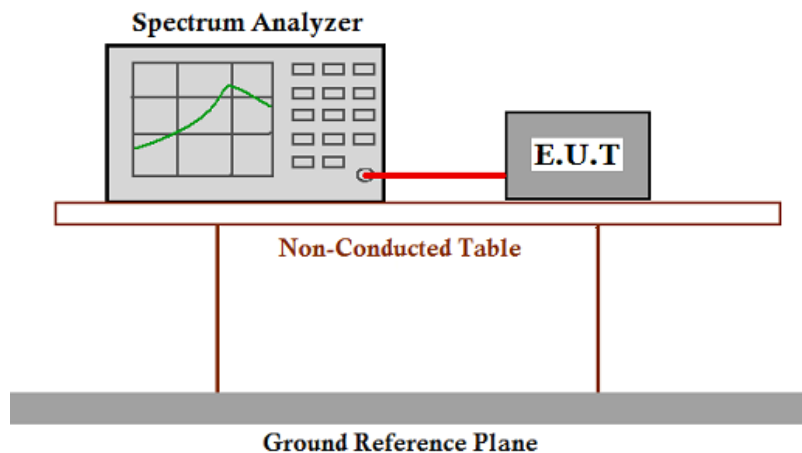 Spectrum Analyzer
E.U.T
Non-Conducted Table
Ground Reference Plane